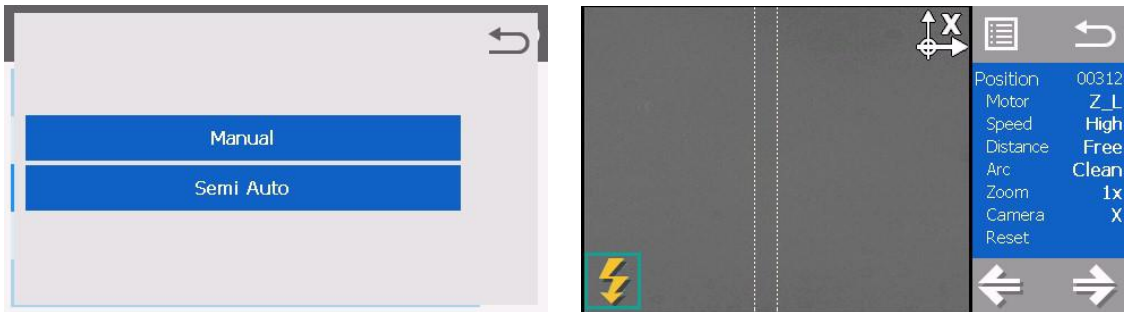 Manual
Semi Auto
X
Position 00312
Motor Z_L
Speed High
Distance Free
Arc Clean
Zoom 1x
Camera X
Reset